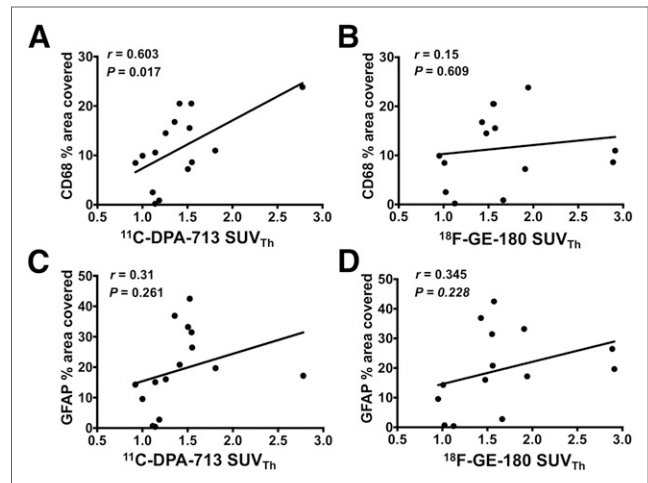 A
r = 0.603
P = 0.017
CD68 % area covered
30
20
10
0
0.5 1.0 1.5 2.0 2.5 3.0
¹¹C-DPA-713 SUVTh
B
r = 0.15
P = 0.609
CD68 % area covered
30
20
10
0
0.5 1.0 1.5 2.0 2.5 3.0
¹⁸F-GE-180 SUVTh
C
r = 0.31
P = 0.261
GFAP % area covered
50
40
30
20
10
0
0.5 1.0 1.5 2.0 2.5 3.0
¹¹C-DPA-713 SUVTh
D
r = 0.345
P = 0.228
GFAP % area covered
50
40
30
20
10
0
0.5 1.0 1.5 2.0 2.5 3.0
¹⁸F-GE-180 SUVTh